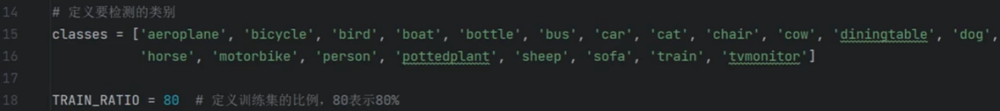 14 # 定义要检测的类别
15 classes = ['aeroplane', 'bicycle', 'bird', 'boat', 'bottle', 'bus', 'car', 'cat', 'chair', 'cow', 'diningtable', 'dog',
16 'horse', 'motorbike', 'person', 'pottedplant', 'sheep', 'sofa', 'train', 'tvmonitor']
17
18 TRAIN_RATIO = 80 # 定义训练集的比例，80表示80%